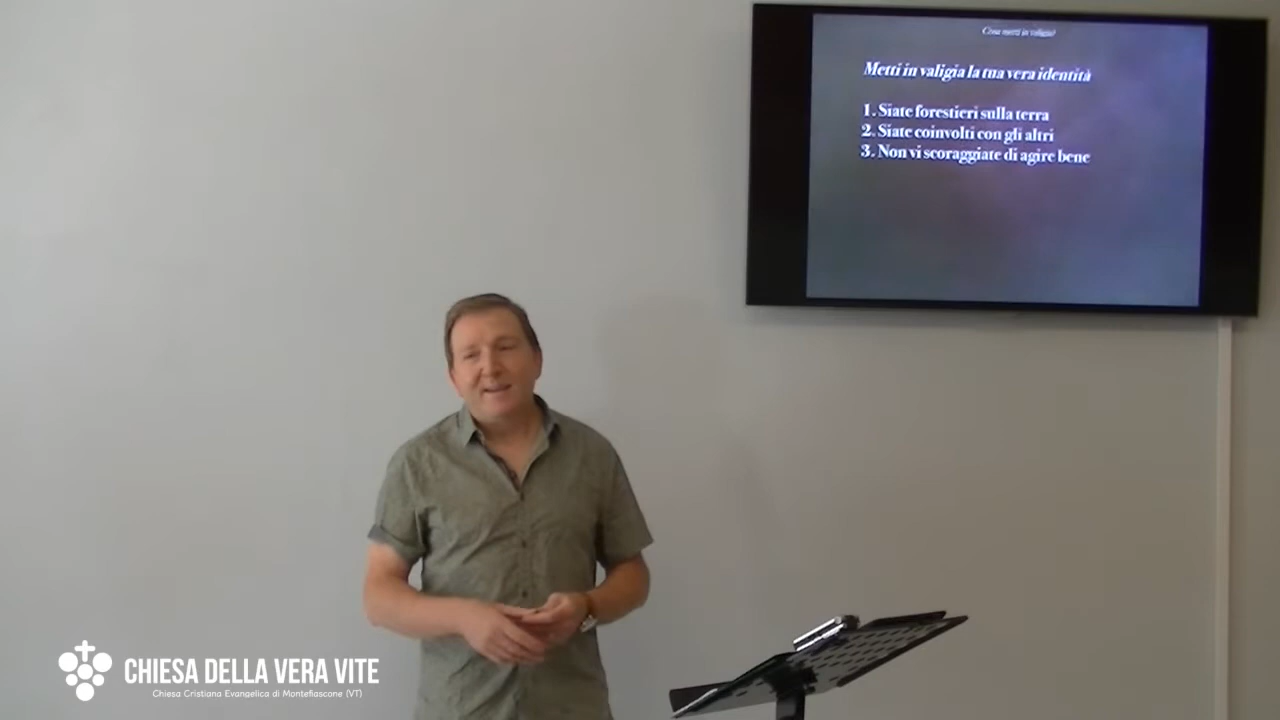 Cosa metti in valigia?
Metti in valigia la tua vera identità
1. Siate forestieri sulla terra
2. Siate coinvolti con gli altri
3. Non vi scoraggiate di agire bene
CHIESA DELLA VERA VITE
Chiesa Cristiana Evangelica di Montefiascone (VT)